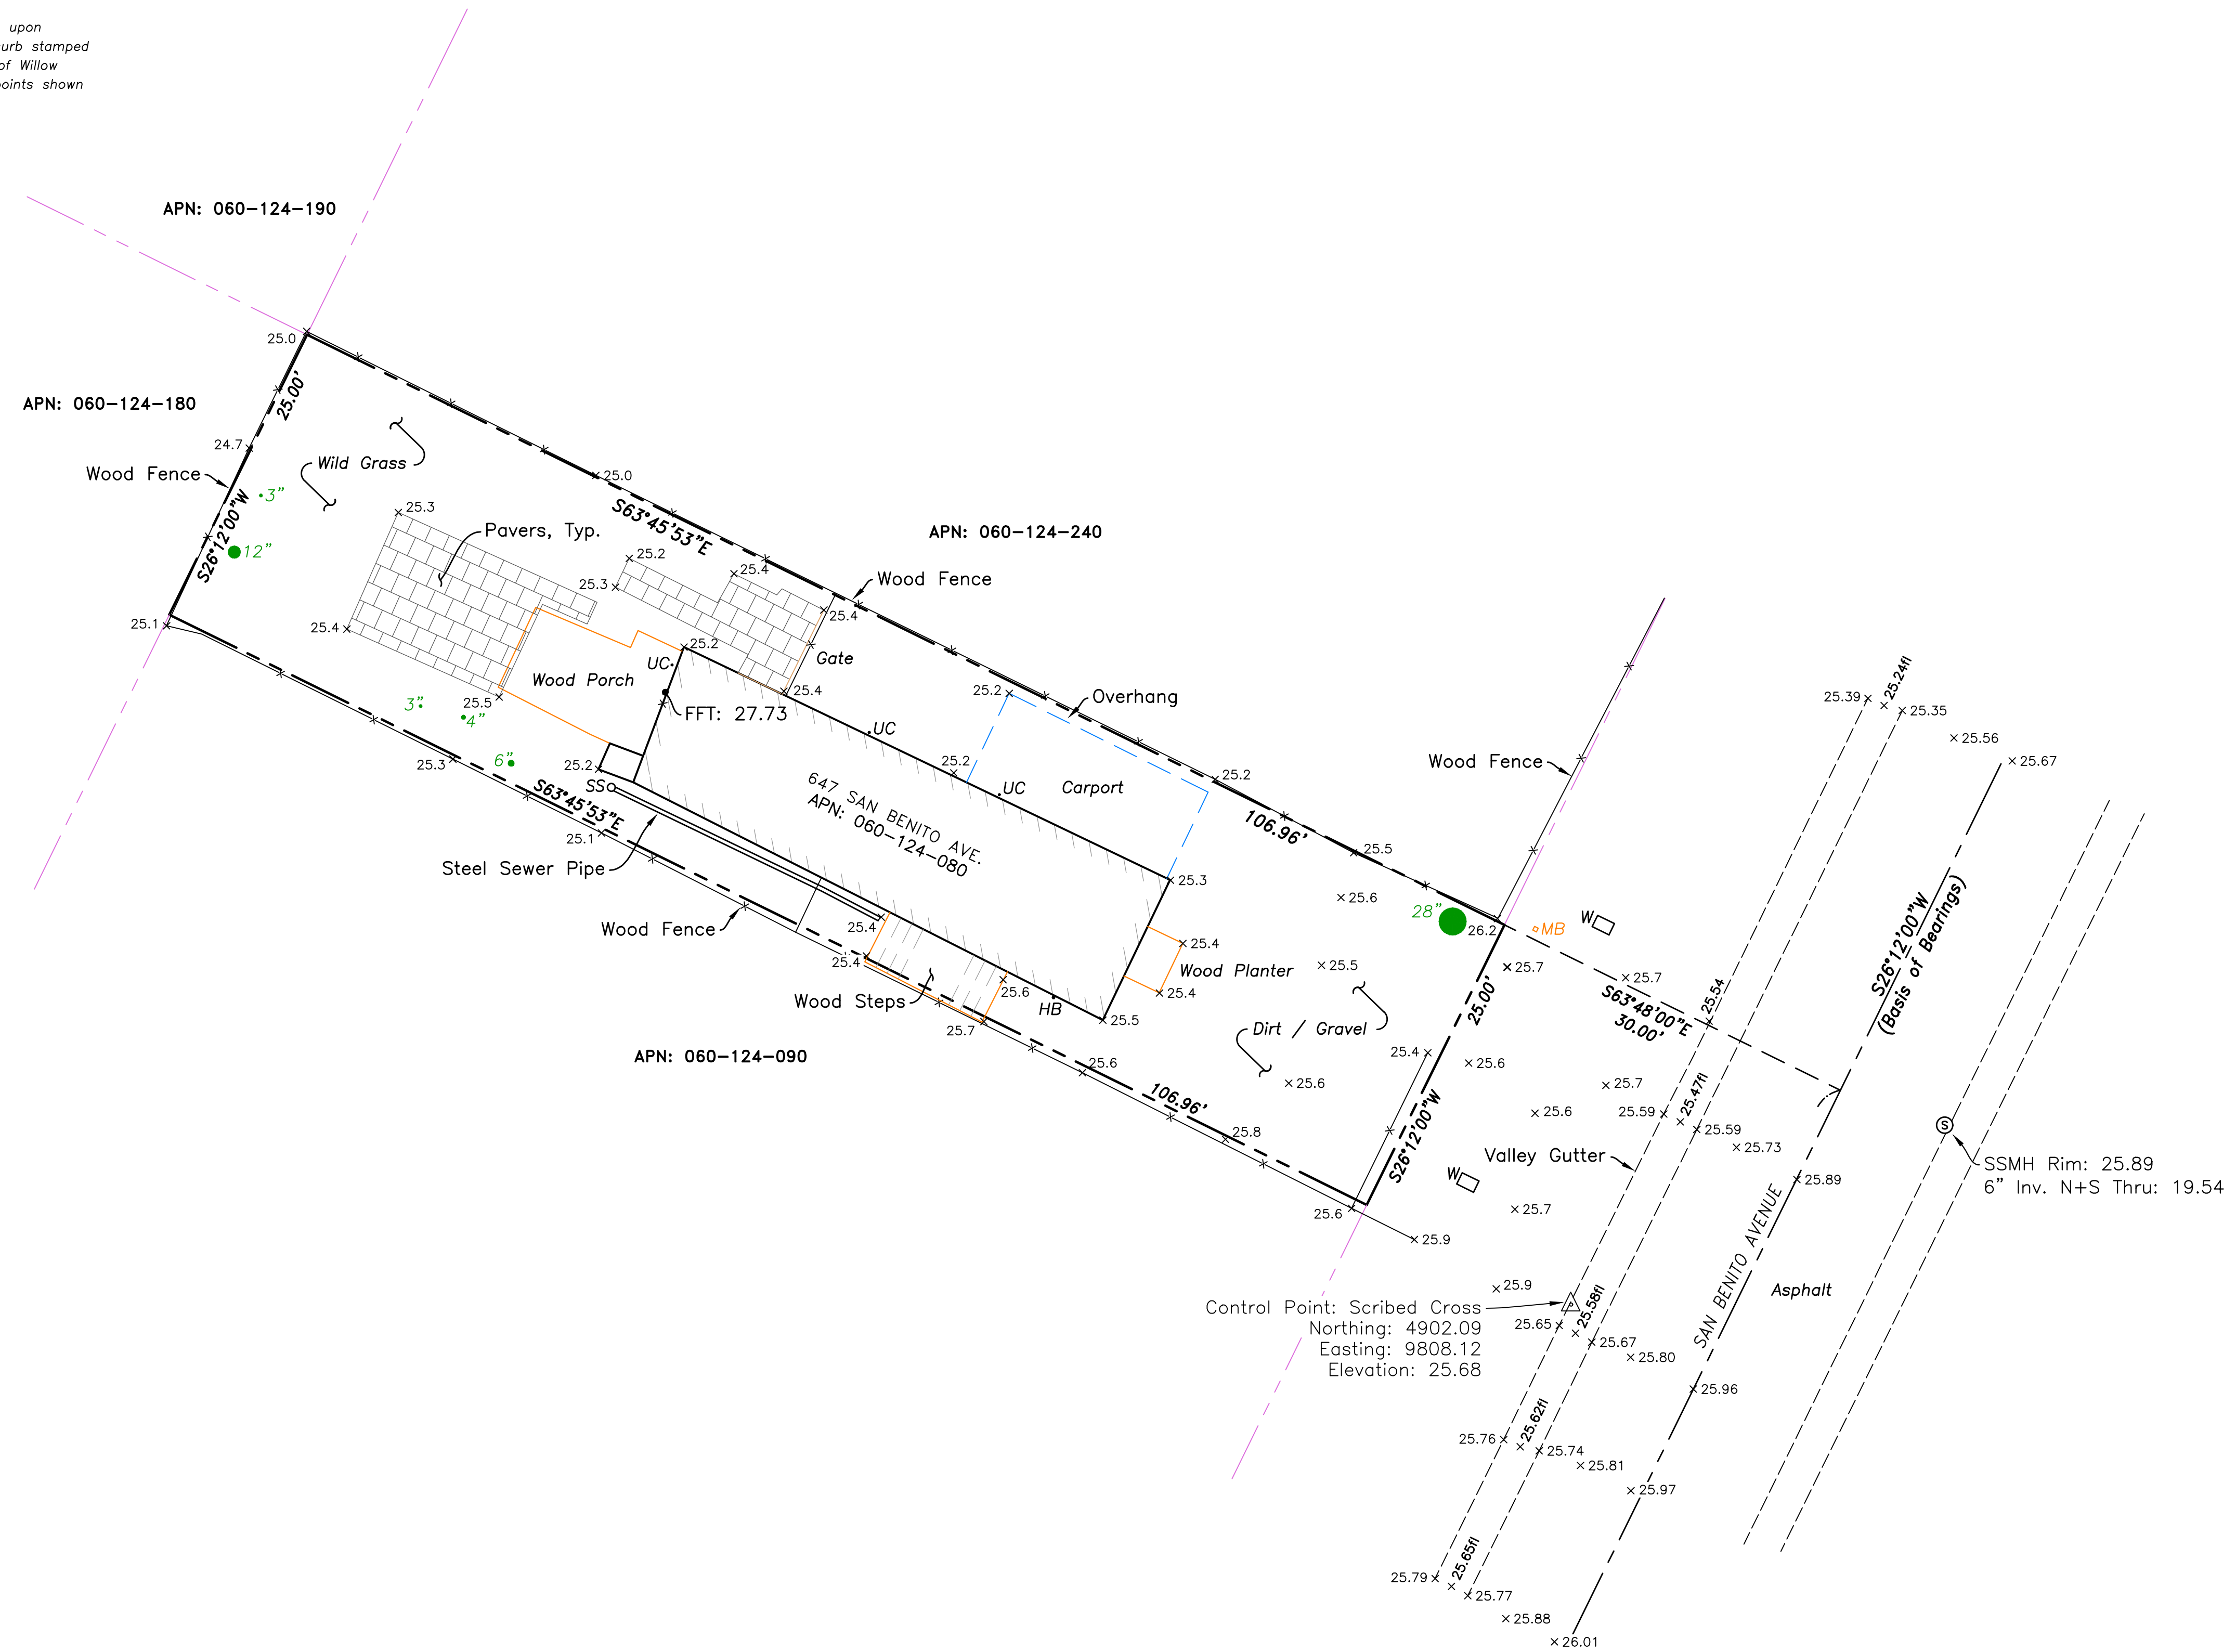 upon
urb stamped
of Willow
oints shown
APN: 060-124-190
25.0
25.00'
APN: 060-124-180
24.7
Wood Fence
Wild Grass
3"
12"
S26°12'00"W
25.1
25.3
Pavers, Typ.
25.0
S63°45'53"E
APN: 060-124-240
25.2
25.3
25.4
Wood Fence
25.4
Gate
25.4
25.4
25.2
UC
Wood Porch
FFT: 27.73
25.5
3"
4"
6"
25.3
25.2
SS
S63°45'53"E
25.1
Steel Sewer Pipe
Wood Fence
UC
25.2
UC
25.2
Overhang
Carport
647 SAN BENITO AVE.
APN: 060-124-080
25.2
106.96'
25.5
25.3
25.6
28"
26.2
25.4
25.4
Wood Steps
25.7
25.6
HB
25.5
25.4
Wood Planter
25.4
25.5
Dirt / Gravel
25.6
APN: 060-124-090
25.6
106.96'
25.8
25.4
25.00'
S26°12'00"W
25.6
25.9
Wood Fence
MB
W
25.7
25.7
S63°48'00"E
30.00'
25.54
25.6
25.7
25.6
25.59
25.47fl
25.59
25.73
Valley Gutter
W
25.7
25.9
25.39
25.24fl
25.35
25.56
25.67
S26°12'00"W
(Basis of Bearings)
S
SSMH Rim: 25.89
6" Inv. N+S Thru: 19.54
25.89
SAN BENITO AVENUE
Asphalt
Control Point: Scribed Cross
Northing: 4902.09
Easting: 9808.12
Elevation: 25.68
P
25.65
25.58fl
25.67
25.80
25.96
25.76
25.62fl
25.74
25.81
25.97
25.79
25.65fl
25.77
25.88
26.01